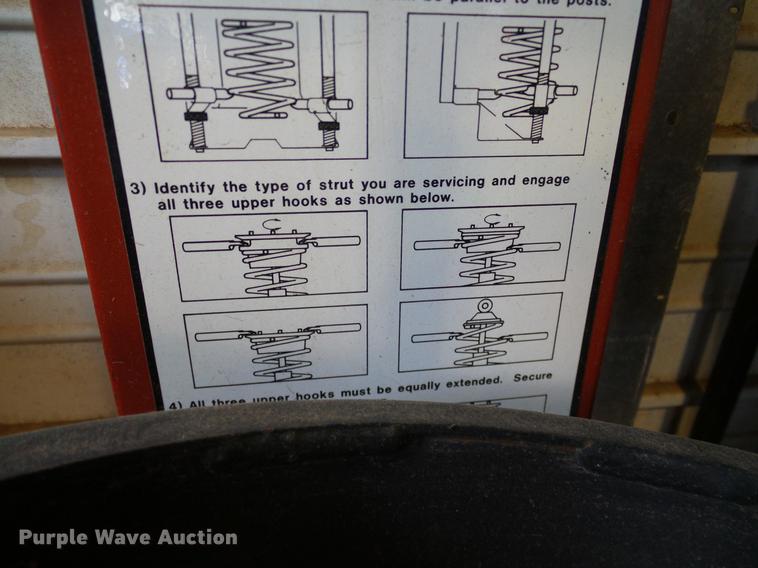 be parallel to the posts.
3) Identify the type of strut you are servicing and engage
all three upper hooks as shown below.
4) All three upper hooks must be equally extended. Secure
Purple Wave Auction